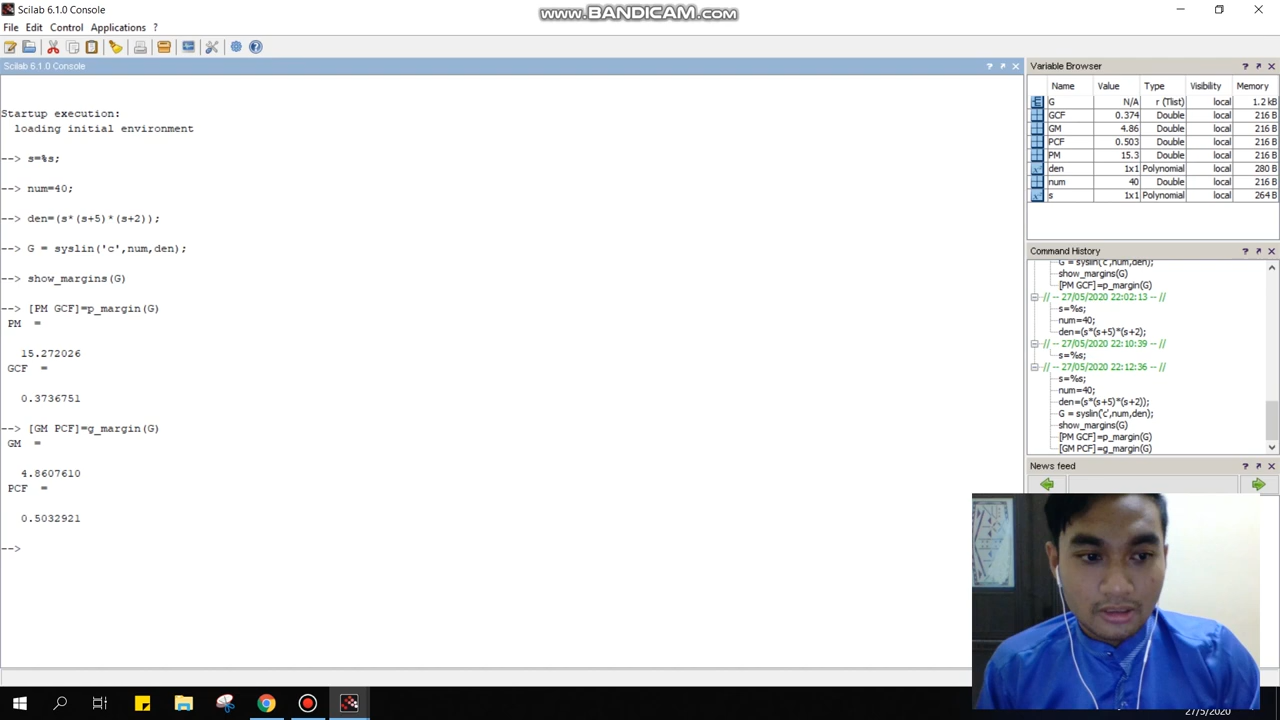 Scilab 6.1.0 Console
www.BANDICAM.com
File Edit Control Applications ?
Scilab 6.1.0 Console
Startup execution:
loading initial environment
--> s=%s;
--> num=40;
--> den=(s*(s+5)*(s+2));
--> G = syslin('c',num,den);
--> show_margins(G)
--> [PM GCF]=p_margin(G)
PM =
15.272026
GCF =
0.3736751
--> [GM PCF]=g_margin(G)
GM =
4.8607610
PCF =
0.5032921
-->
Variable Browser
Name Value Type Visibility Memory
G N/A r (Tlist) local 1.2 kB
GCF 0.374 Double local 216 B
GM 4.86 Double local 216 B
PCF 0.503 Double local 216 B
PM 15.3 Double local 216 B
den 1x1 Polynomial local 280 B
num 40 Double local 216 B
s 1x1 Polynomial local 264 B
Command History
G = syslin('c',num,den);
show_margins(G)
[PM GCF]=p_margin(G)
// -- 27/05/2020 22:02:13 -- //
s=%s;
num=40;
den=(s*(s+5)*(s+2);
// -- 27/05/2020 22:10:39 -- //
s=%s;
// -- 27/05/2020 22:12:36 -- //
s=%s;
num=40;
den=(s*(s+5)*(s+2));
G = syslin('c',num,den);
show_margins(G)
[PM GCF]=p_margin(G)
[GM PCF]=g_margin(G)
News feed
27/5/2020